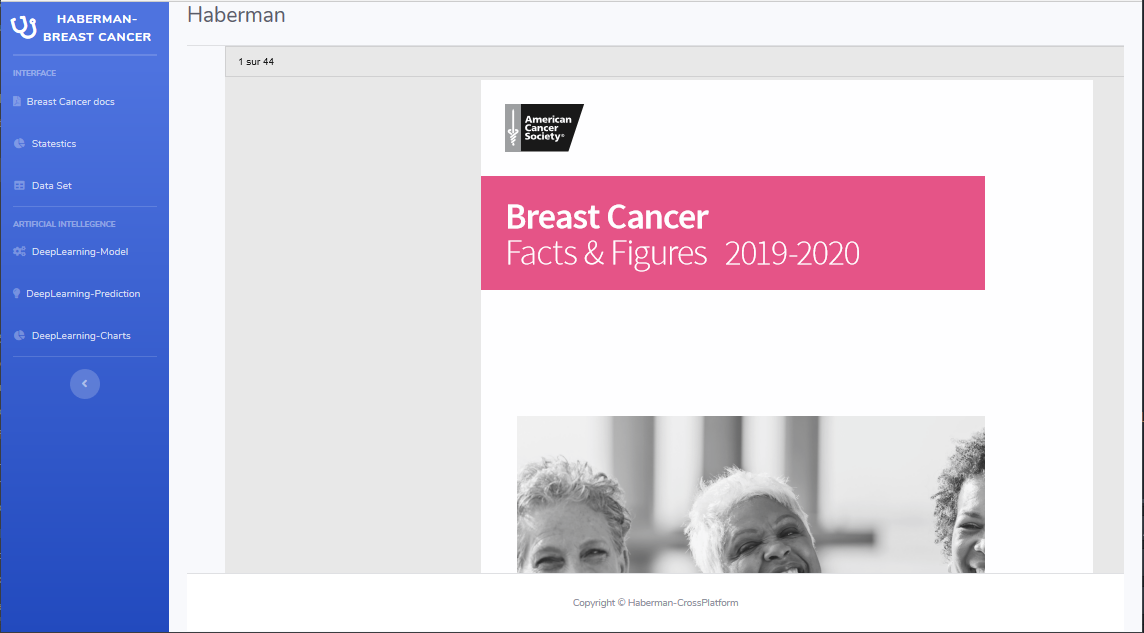 HABERMAN-
BREAST CANCER
INTERFACE
Breast Cancer docs
Statestics
Data Set
ARTIFICIAL INTELLEGENCE
DeepLearning-Model
DeepLearning-Prediction
DeepLearning-Charts
Haberman
1 sur 44
American
Cancer
Society®
Breast Cancer
Facts & Figures 2019-2020
Copyright © Haberman-CrossPlatform